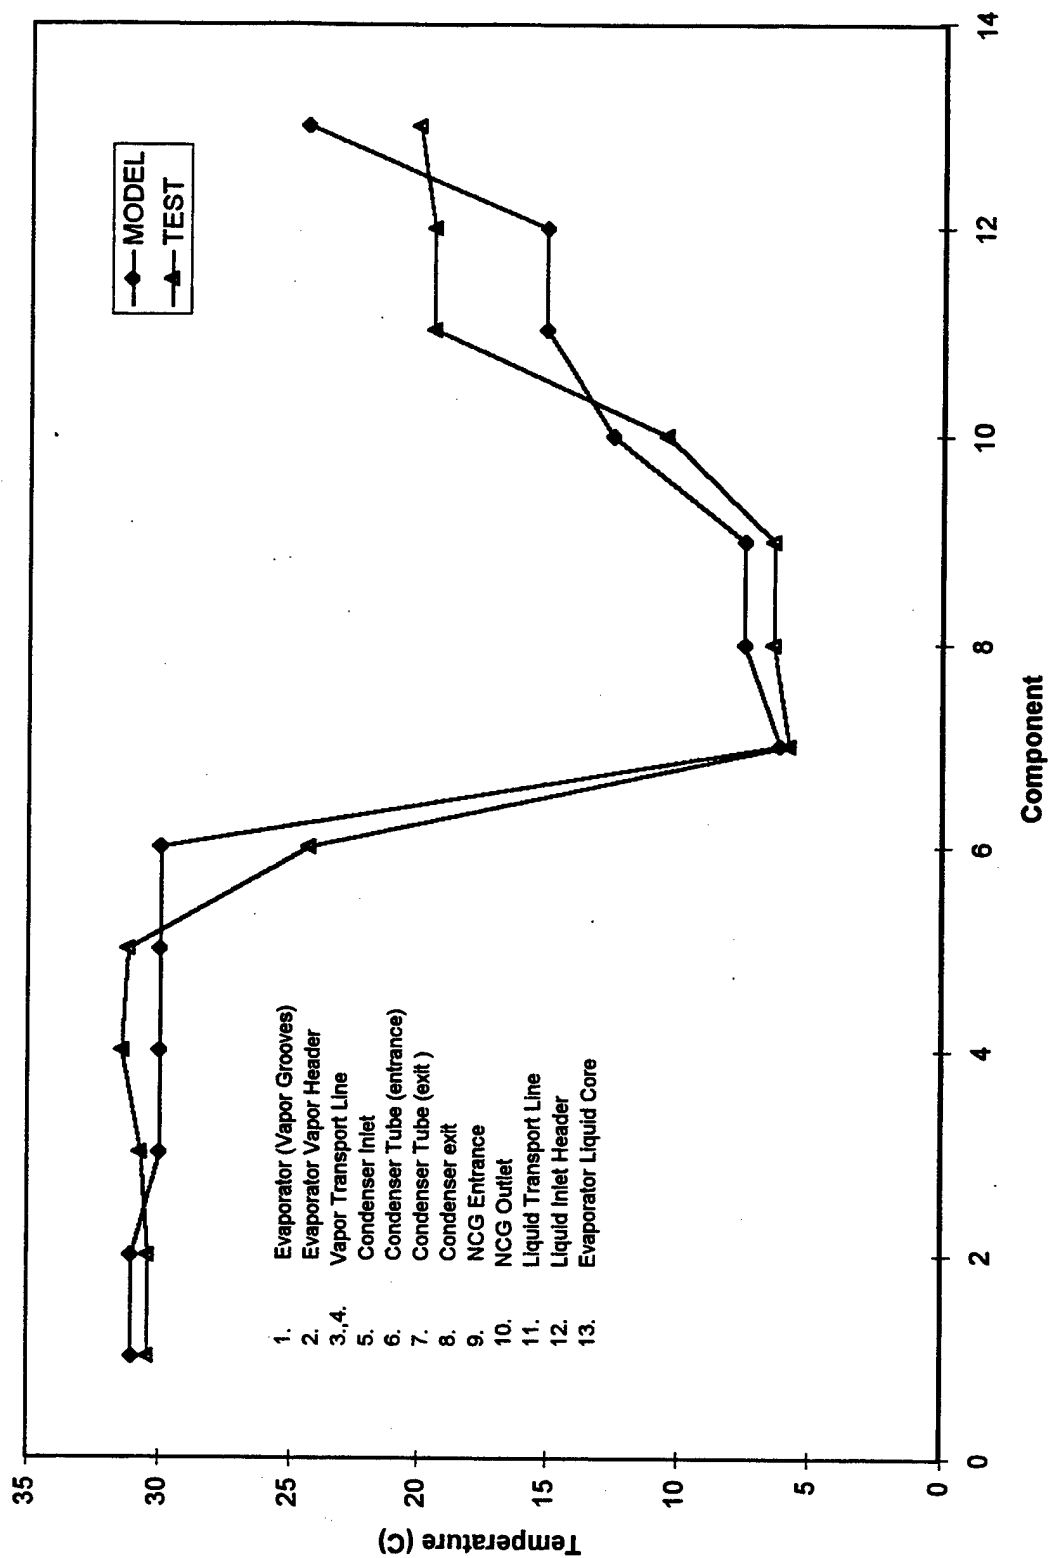 35
30
25
20
15
10
5
0
Temperature (C)
MODEL
TEST
1. Evaporator (Vapor Grooves)
2. Evaporator Vapor Header
3.,4. Vapor Transport Line
5. Condenser Inlet
6. Condenser Tube (entrance)
7. Condenser Tube (exit )
8. Condenser exit
9. NCG Entrance
10. NCG Outlet
11. Liquid Transport Line
12. Liquid Inlet Header
13. Evaporator Liquid Core
0 2 4 6 8 10 12 14
Component